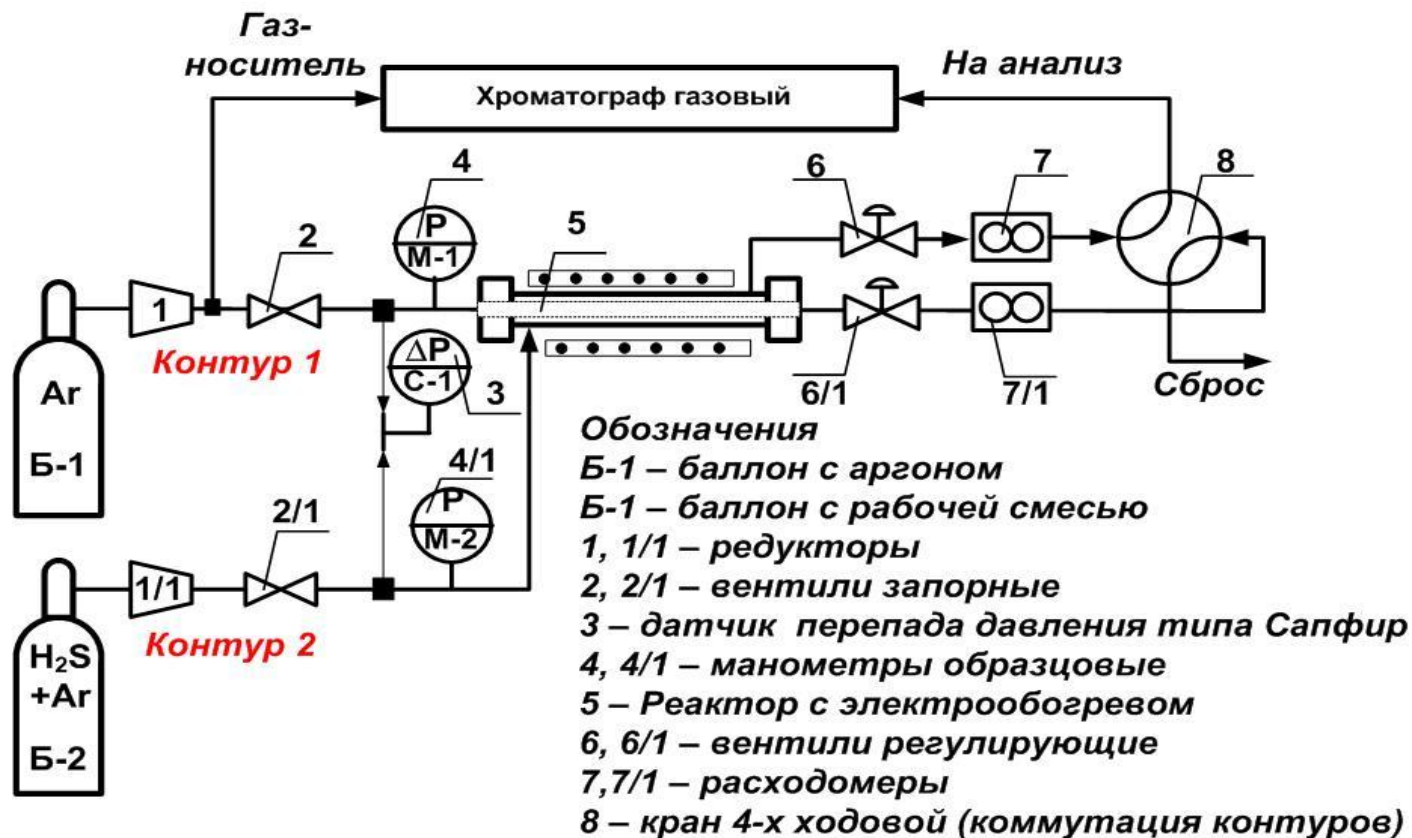 Газ-
носитель
На анализ
Хроматограф газовый
4
6
7
8
P
М-1
5
2
1
Контур 1
ΔP
С-1
3
6/1
7/1
Сброс
Ar
Б-1
4/1
P
М-2
2/1
1/1
Контур 2
H₂S
+Ar
Б-2
Обозначения
Б-1 – баллон с аргоном
Б-1 – баллон с рабочей смесью
1, 1/1 – редукторы
2, 2/1 – вентили запорные
3 – датчик перепада давления типа Сапфир
4, 4/1 – манометры образцовые
5 – Реактор с электрообогревом
6, 6/1 – вентили регулирующие
7,7/1 – расходомеры
8 – кран 4-х ходовой (коммутация контуров)